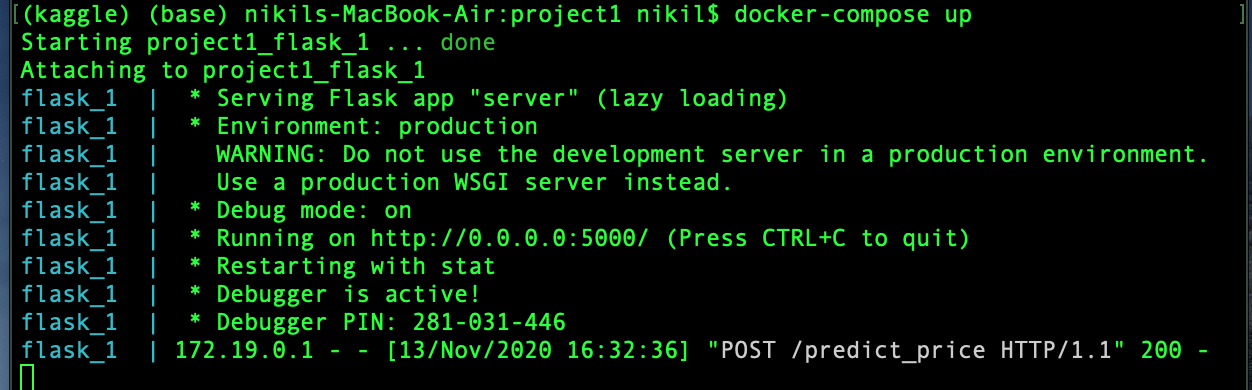 [(kaggle) (base) nikils-MacBook-Air:project1 nikil$ docker-compose up ]
Starting project1_flask_1 ... done
Attaching to project1_flask_1
flask_1  |  * Serving Flask app "server" (lazy loading)
flask_1  |  * Environment: production
flask_1  |    WARNING: Do not use the development server in a production environment.
flask_1  |    Use a production WSGI server instead.
flask_1  |  * Debug mode: on
flask_1  |  * Running on http://0.0.0.0:5000/ (Press CTRL+C to quit)
flask_1  |  * Restarting with stat
flask_1  |  * Debugger is active!
flask_1  |  * Debugger PIN: 281-031-446
flask_1  | 172.19.0.1 - - [13/Nov/2020 16:32:36] "POST /predict_price HTTP/1.1" 200 -